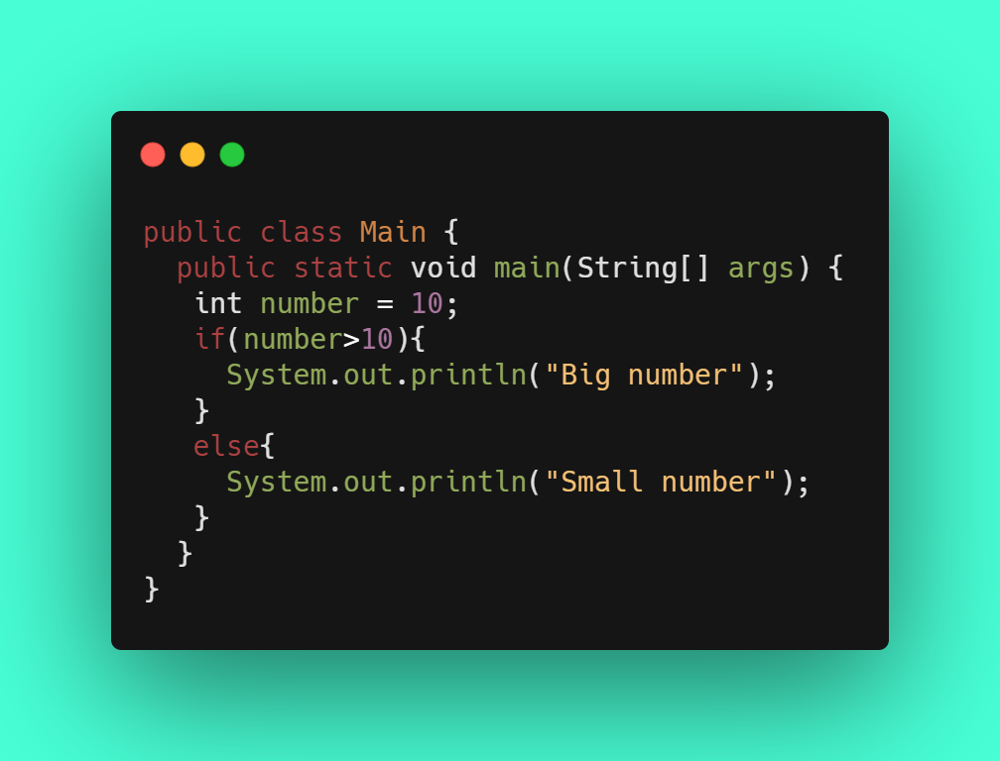 public class Main {
  public static void main(String[] args) {
   int number = 10;
   if(number>10){
     System.out.println("Big number");
   }
   else{
     System.out.println("Small number");
   }
  }
}